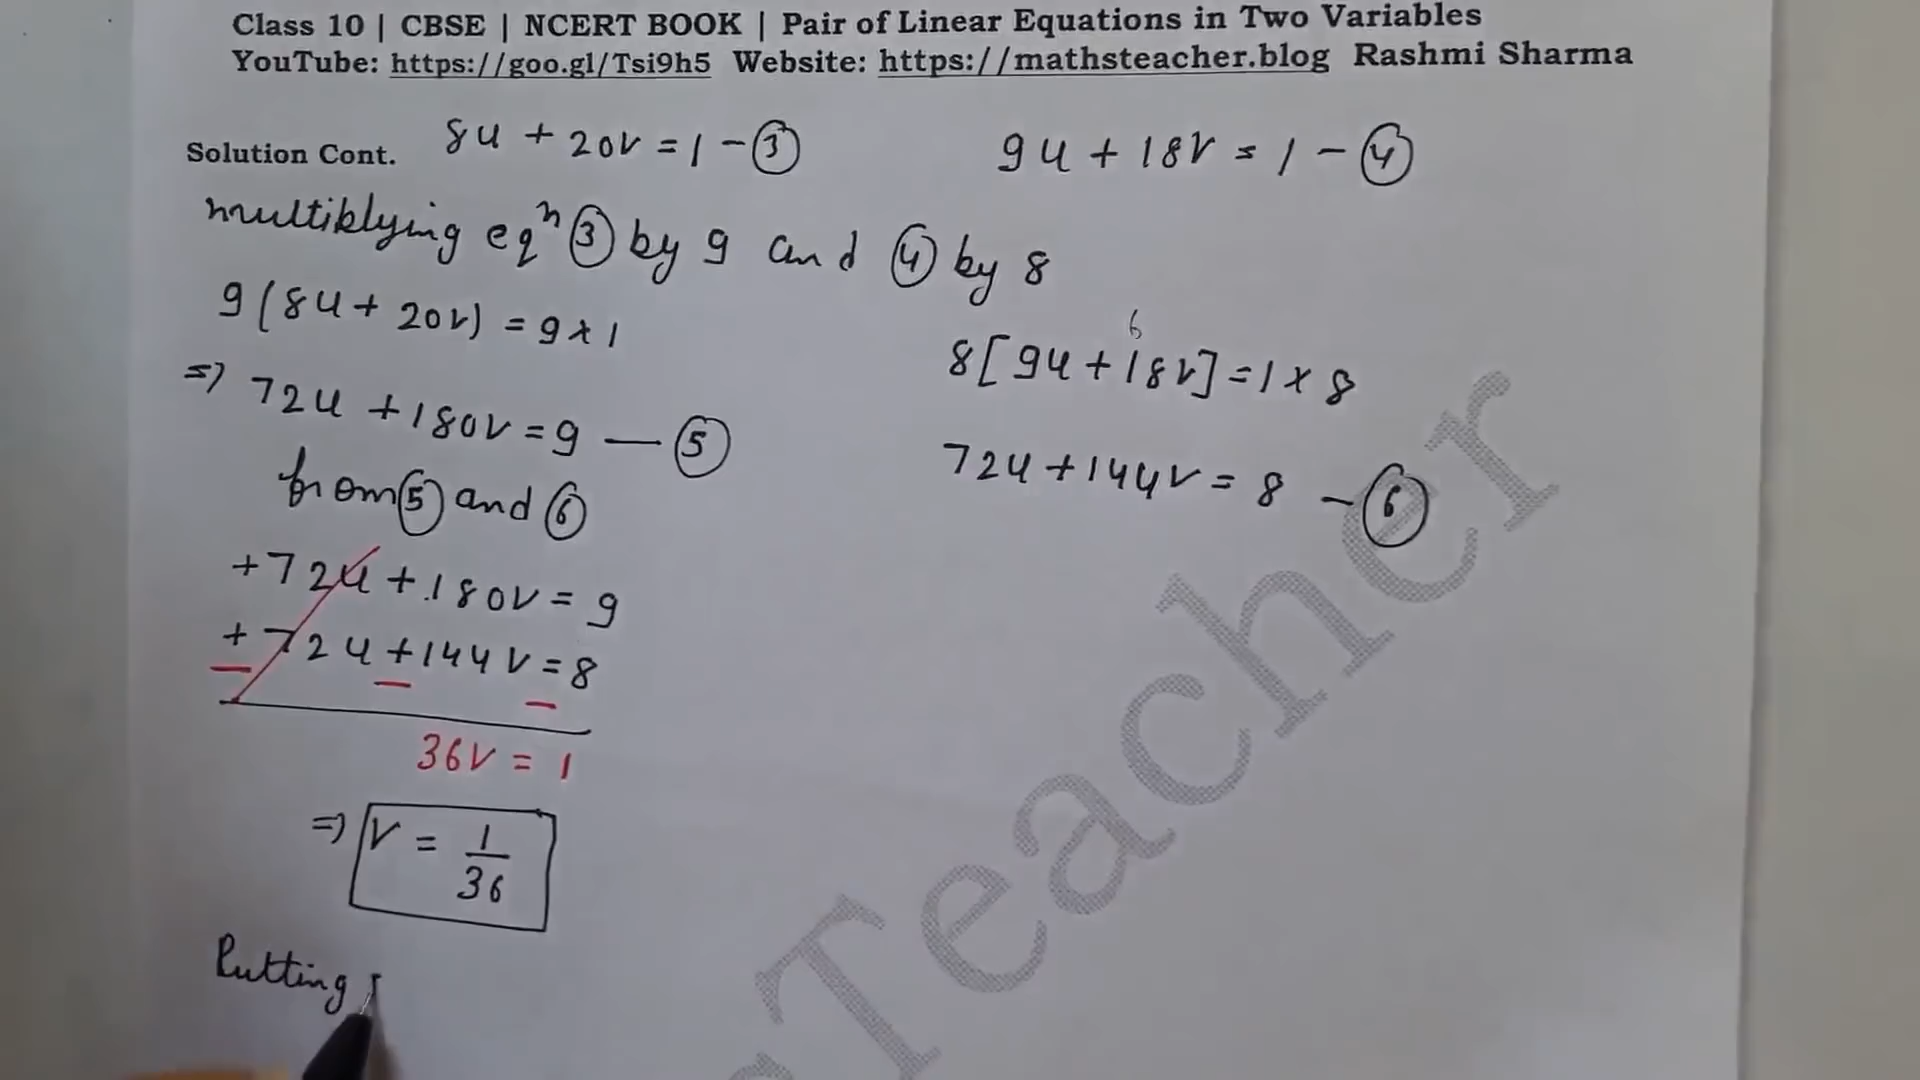 Class 10 | CBSE | NCERT BOOK | Pair of Linear Equations in Two Variables
YouTube: https://goo.gl/Tsi9h5 Website: https://mathsteacher.blog Rashmi Sharma
Solution Cont. 8u + 20v = 1 - ③ 9u + 18v = 1 - ④
multiplying eqⁿ ③ by 9 and ④ by 8
9(8u + 20v) = 9 × 1
6
8[9u + 18v] = 1 × 8
⇒ 72u + 180v = 9 — ⑤
72u + 144v = 8 - ⑥
from ⑤ and ⑥
+72u + 180v = 9
+72u + 144v = 8
− − −
36v = 1
⇒ v = 1/36
Putting
Teacher